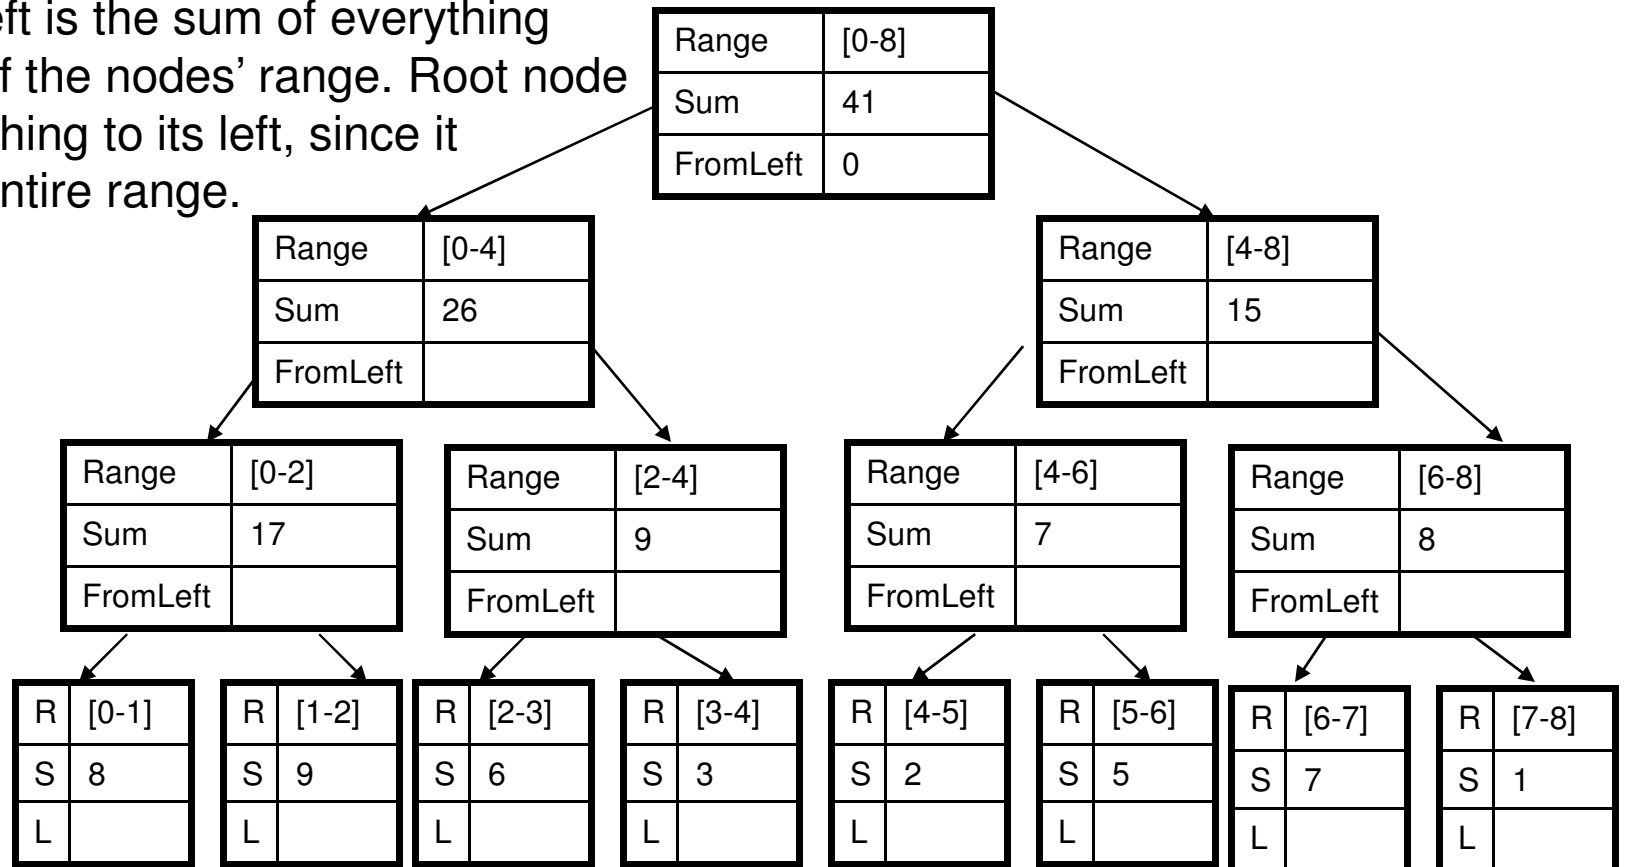 eft is the sum of everything
f the nodes’ range. Root node
hing to its left, since it
ntire range.
Range [0-8]
Sum 41
FromLeft 0
Range [0-4]
Sum 26
FromLeft
Range [4-8]
Sum 15
FromLeft
Range [0-2]
Sum 17
FromLeft
Range [2-4]
Sum 9
FromLeft
Range [4-6]
Sum 7
FromLeft
Range [6-8]
Sum 8
FromLeft
R [0-1]
S 8
L
R [1-2]
S 9
L
R [2-3]
S 6
L
R [3-4]
S 3
L
R [4-5]
S 2
L
R [5-6]
S 5
L
R [6-7]
S 7
L
R [7-8]
S 1
L